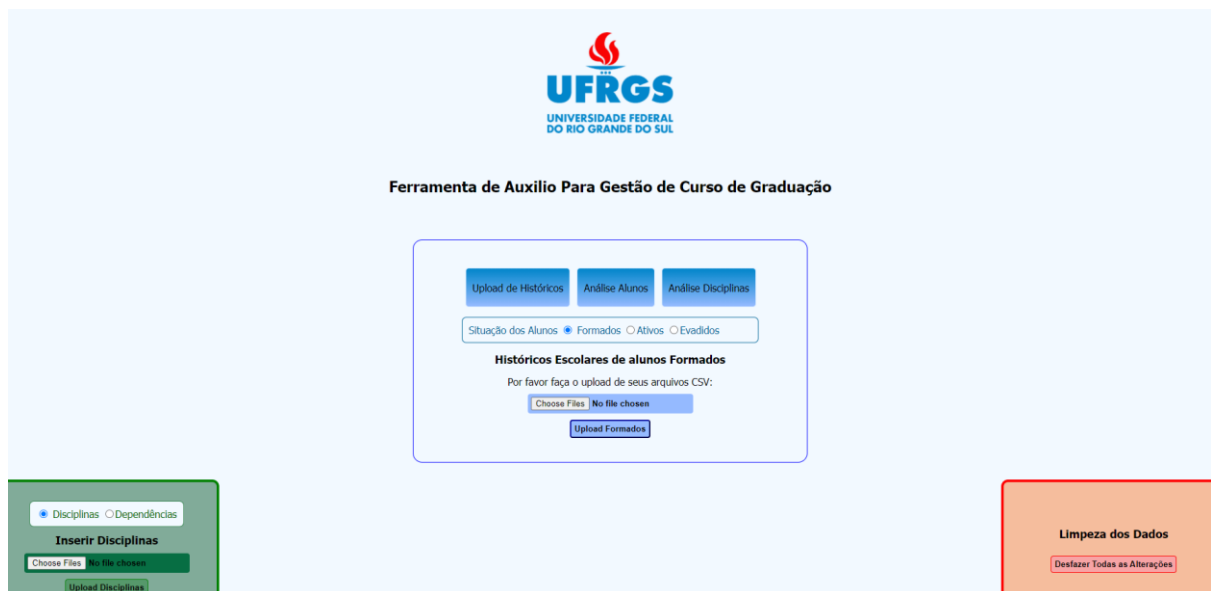 UFRGS
UNIVERSIDADE FEDERAL
DO RIO GRANDE DO SUL
Ferramenta de Auxilio Para Gestão de Curso de Graduação
Upload de Históricos Análise Alunos Análise Disciplinas
Situação dos Alunos Formados Ativos Evadidos
Históricos Escolares de alunos Formados
Por favor faça o upload de seus arquivos CSV:
Choose Files No file chosen
Upload Formados
Disciplinas Dependências
Inserir Disciplinas
Choose Files No file chosen
Upload Disciplinas
Limpeza dos Dados
Desfazer Todas as Alterações